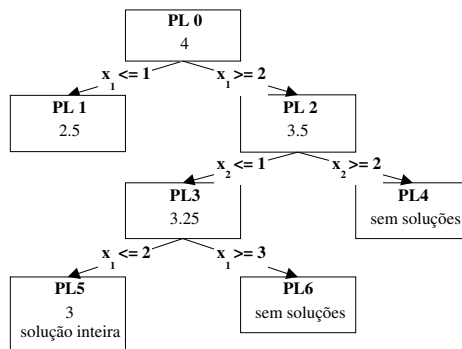 PL 0
4
x1 <= 1
x1 >= 2
PL 1
2.5
PL 2
3.5
x2 <= 1
x2 >= 2
PL3
3.25
PL4
sem soluções
x1 <= 2
x1 >= 3
PL5
3
solução inteira
PL6
sem soluções